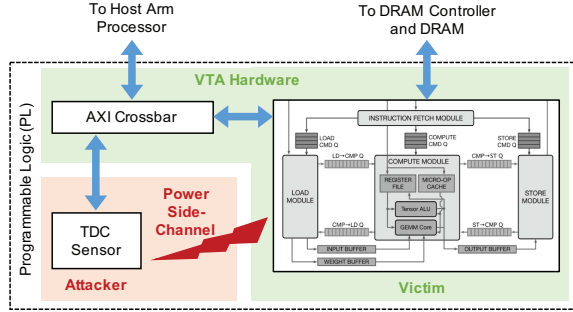 To Host Arm
Processor
To DRAM Controller
and DRAM
Programmable Logic (PL)
VTA Hardware
AXI Crossbar
INSTRUCTION FETCH MODULE
LOAD
CMD Q
COMPUTE
CMD Q
STORE
CMD Q
LD→CMP Q
COMPUTE MODULE
CMP→ST Q
REGISTER
FILE
MICRO-OP
CACHE
LOAD
MODULE
Tensor ALU
STORE
MODULE
CMP→LD Q
GEMM Core
ST→CMP Q
INPUT BUFFER
OUTPUT BUFFER
WEIGHT BUFFER
Power
Side-
Channel
TDC
Sensor
Attacker
Victim